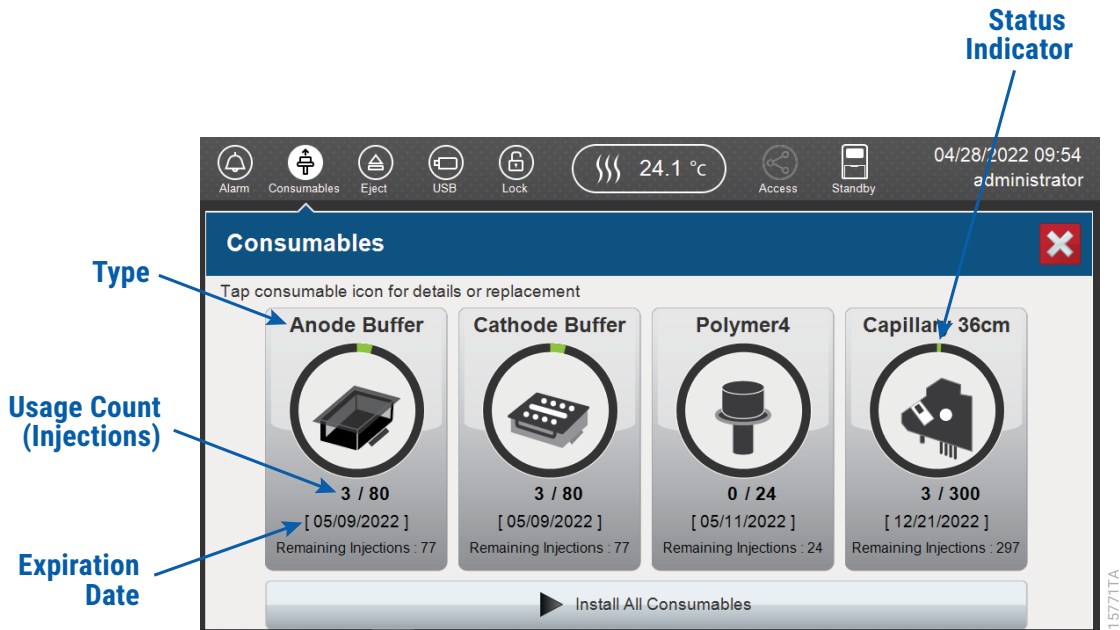 Status
Indicator
04/28/2022 09:54
24.1 °c
administrator
Alarm
Consumables
Eject
USB
Lock
Access
Standby
Consumables
Type
Tap consumable icon for details or replacement
Anode Buffer
Cathode Buffer
Polymer4
Capillary 36cm
Usage Count
(Injections)
3 / 80
3 / 80
0 / 24
3 / 300
[ 05/09/2022 ]
[ 05/09/2022 ]
[ 05/11/2022 ]
[ 12/21/2022 ]
Remaining Injections : 77
Remaining Injections : 77
Remaining Injections : 24
Remaining Injections : 297
Expiration
Date
Install All Consumables
15771TA